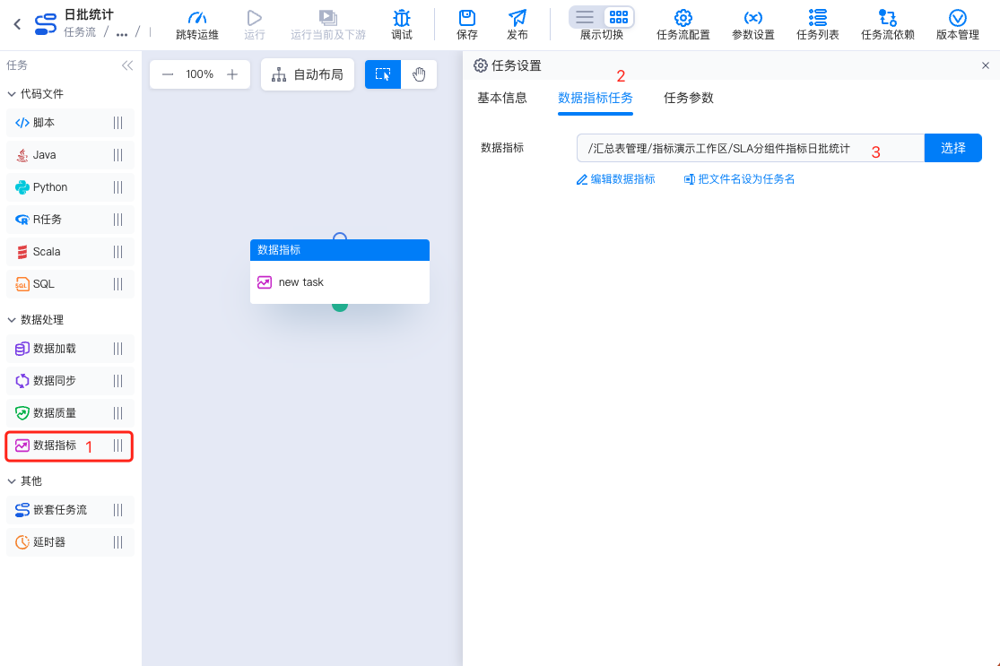 日批统计
任务流 / ... /
跳转运维
运行
运行当前及下游
调试
保存
发布
展示切换
任务流配置
参数设置
任务列表
任务流依赖
版本管理
任务
代码文件
脚本
Java
Python
R任务
Scala
SQL
数据处理
数据加载
数据同步
数据质量
数据指标 1
其他
嵌套任务流
延时器
100%
自动布局
数据指标
new task
任务设置
2
基本信息
数据指标任务
任务参数
数据指标
/汇总表管理/指标演示工作区/SLA分组件指标日批统计
3
选择
编辑数据指标
把文件名设为任务名